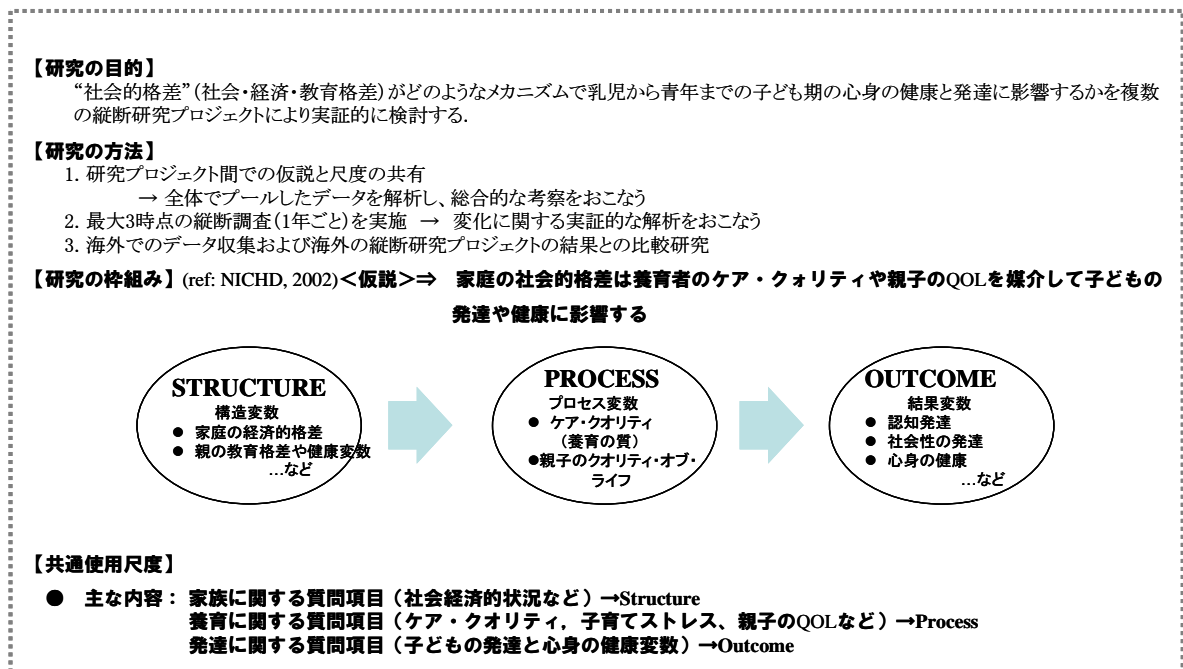 【研究の目的】
“社会的格差”（社会・経済・教育格差）がどのようなメカニズムで乳児から青年までの子ども期の心身の健康と発達に影響するかを複数
の縦断研究プロジェクトにより実証的に検討する．
【研究の方法】
1. 研究プロジェクト間での仮説と尺度の共有
→ 全体でプールしたデータを解析し、総合的な考察をおこなう
2. 最大3時点の縦断調査（1年ごと）を実施 → 変化に関する実証的な解析をおこなう
3. 海外でのデータ収集および海外の縦断研究プロジェクトの結果との比較研究
【研究の枠組み】(ref: NICHD, 2002)＜仮説＞⇒ 家庭の社会的格差は養育者のケア・クォリティや親子のQOLを媒介して子どもの
発達や健康に影響する
STRUCTURE
構造変数
● 家庭の経済的格差
● 親の教育格差や健康変数
…など
PROCESS
プロセス変数
● ケア・クオリティ
（養育の質）
●親子のクオリティ・オブ・
ライフ
OUTCOME
結果変数
● 認知発達
● 社会性の発達
● 心身の健康
…など
【共通使用尺度】
● 主な内容： 家族に関する質問項目（社会経済的状況など）→Structure
養育に関する質問項目（ケア・クオリティ，子育てストレス、親子のQOLなど）→Process
発達に関する質問項目（子どもの発達と心身の健康変数）→Outcome